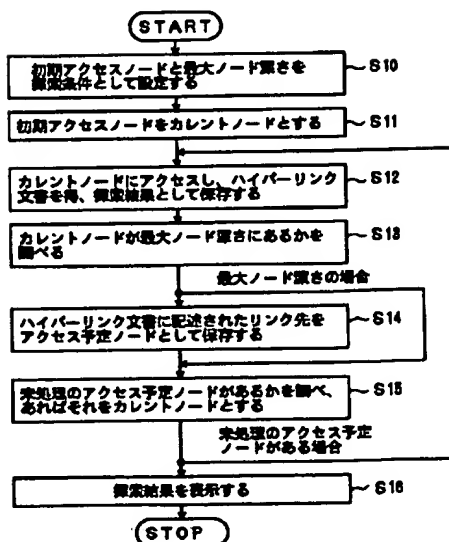 START
初期アクセスノードと最大ノード深さを
探索条件として設定する
S10
初期アクセスノードをカレントノードとする
S11
カレントノードにアクセスし、ハイパーリンク
文書を得、探索結果として保存する
S12
カレントノードが最大ノード深さにあるかを
調べる
S13
最大ノード深さの場合
ハイパーリンク文書に記述されたリンク先を
アクセス予定ノードとして保存する
S14
未処理のアクセス予定ノードがあるかを調べ、
あればそれをカレントノードとする
S15
未処理のアクセス予定
ノードがある場合
探索結果を表示する
S16
STOP